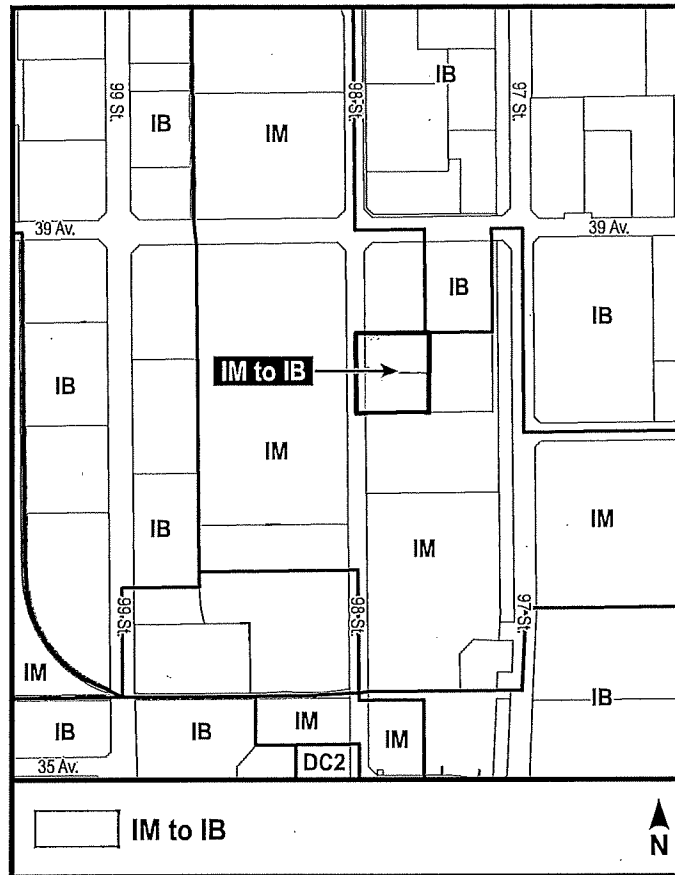 99 St.
98 St.
97 St.
IB
IB
IM
39 Av.
39 Av.
IB
IB
IB
IM to IB
IM
IB
IM
IM
99 St.
98 St.
97 St.
IM
IB
IB
IB
IM
IM
DC2
35 Av.
IM to IB
N